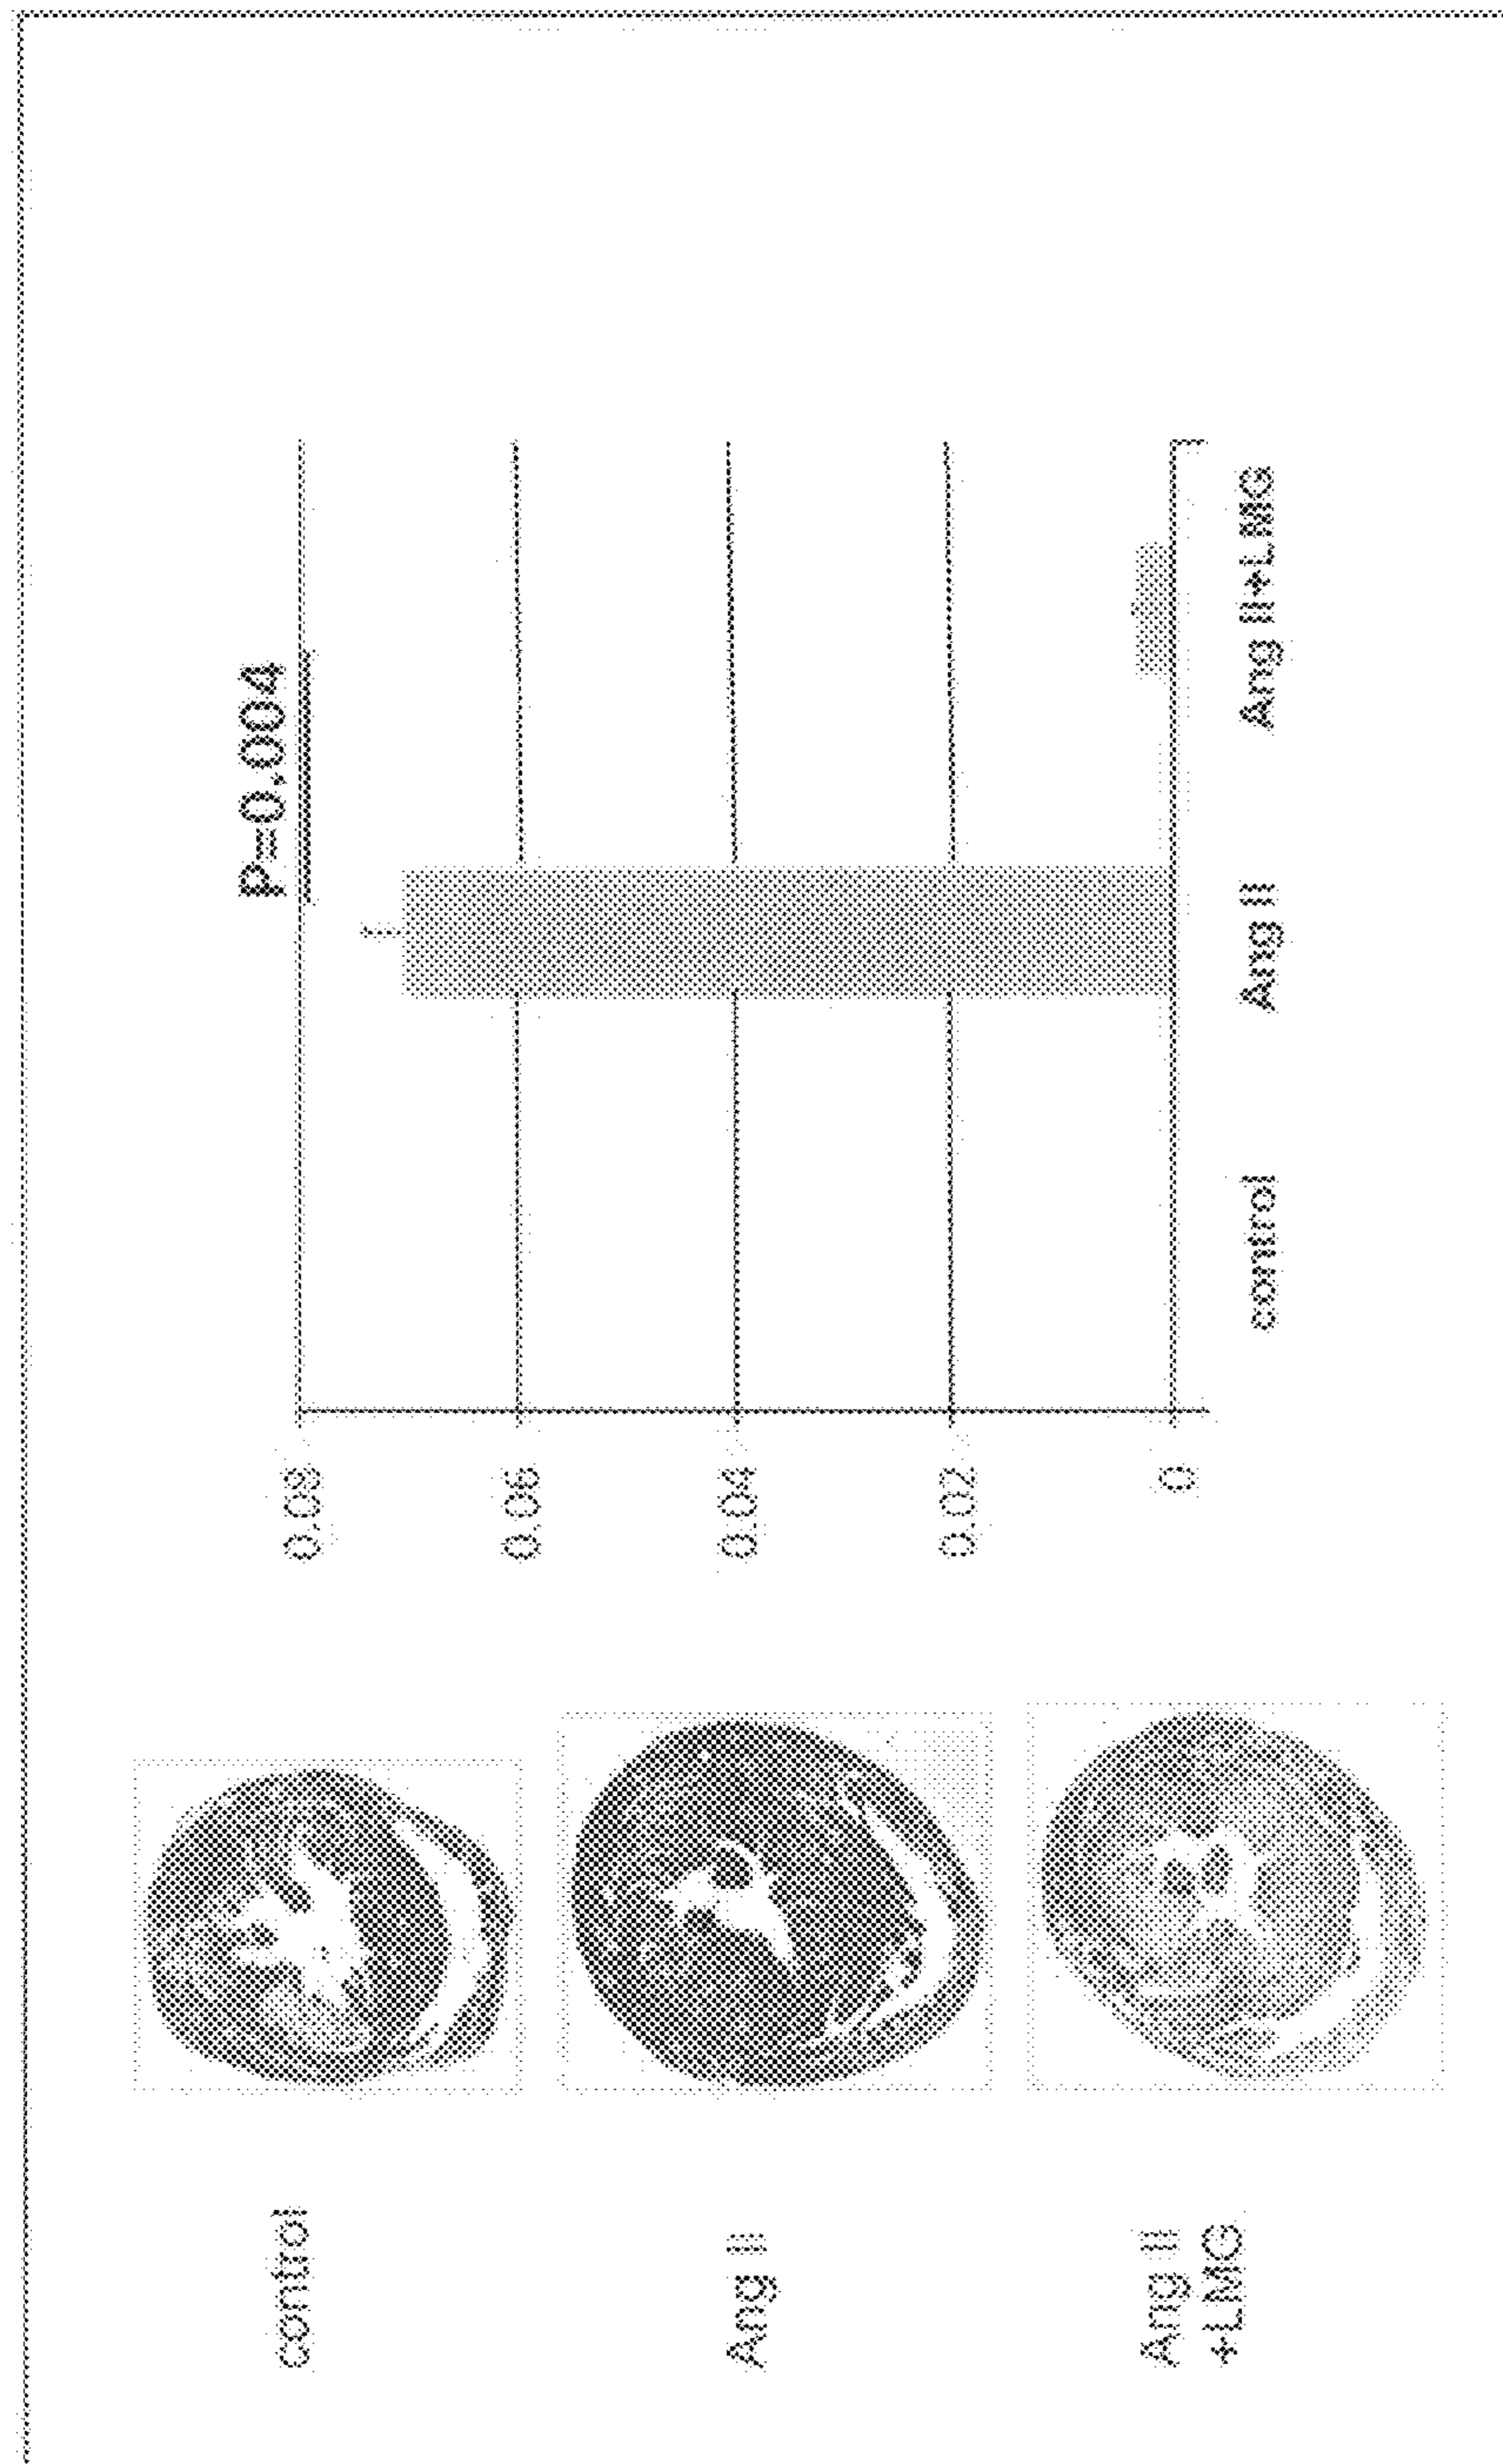 control
Ang II
Ang II
+LMG
P=0.004
0.08
0.06
0.04
0.02
0
control
Ang II
Ang II+LMG